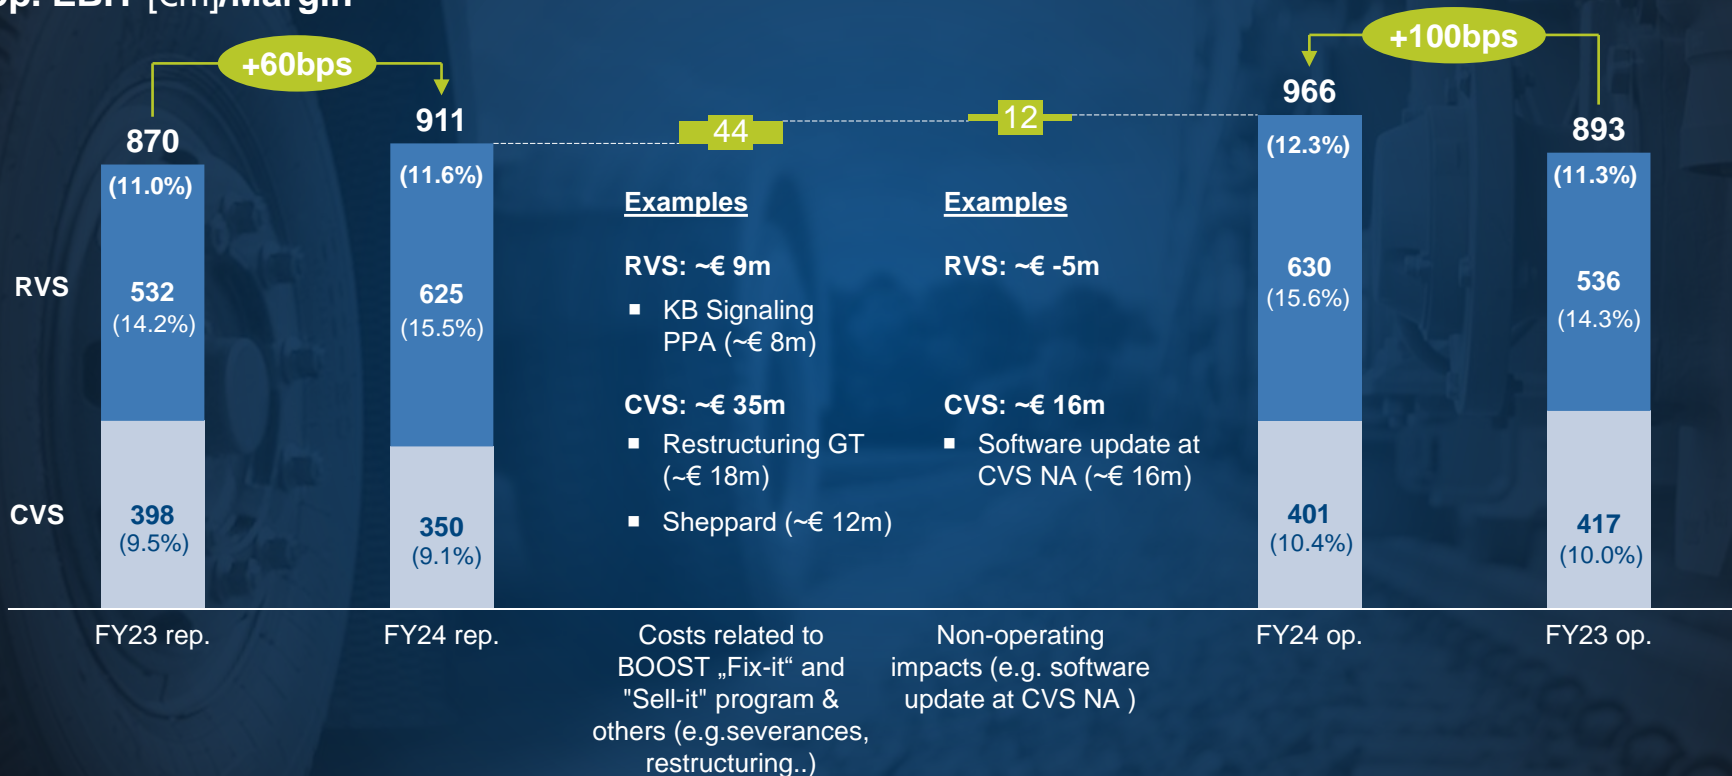 op. EBIT [€m]/Margin
+60bps
+100bps
870
(11.0%)
911
(11.6%)
44
12
966
(12.3%)
893
(11.3%)
RVS
532
(14.2%)
625
(15.5%)
630
(15.6%)
536
(14.3%)
CVS
398
(9.5%)
350
(9.1%)
401
(10.4%)
417
(10.0%)
Examples
RVS: ~€ 9m
▪ KB Signaling
PPA (~€ 8m)
CVS: ~€ 35m
▪ Restructuring GT
(~€ 18m)
▪ Sheppard (~€ 12m)
Examples
RVS: ~€ -5m
CVS: ~€ 16m
▪ Software update at
CVS NA (~€ 16m)
FY23 rep.
FY24 rep.
Costs related to
BOOST „Fix-it“ and
"Sell-it" program &
others (e.g.severances,
restructuring..)
Non-operating
impacts (e.g. software
update at CVS NA )
FY24 op.
FY23 op.